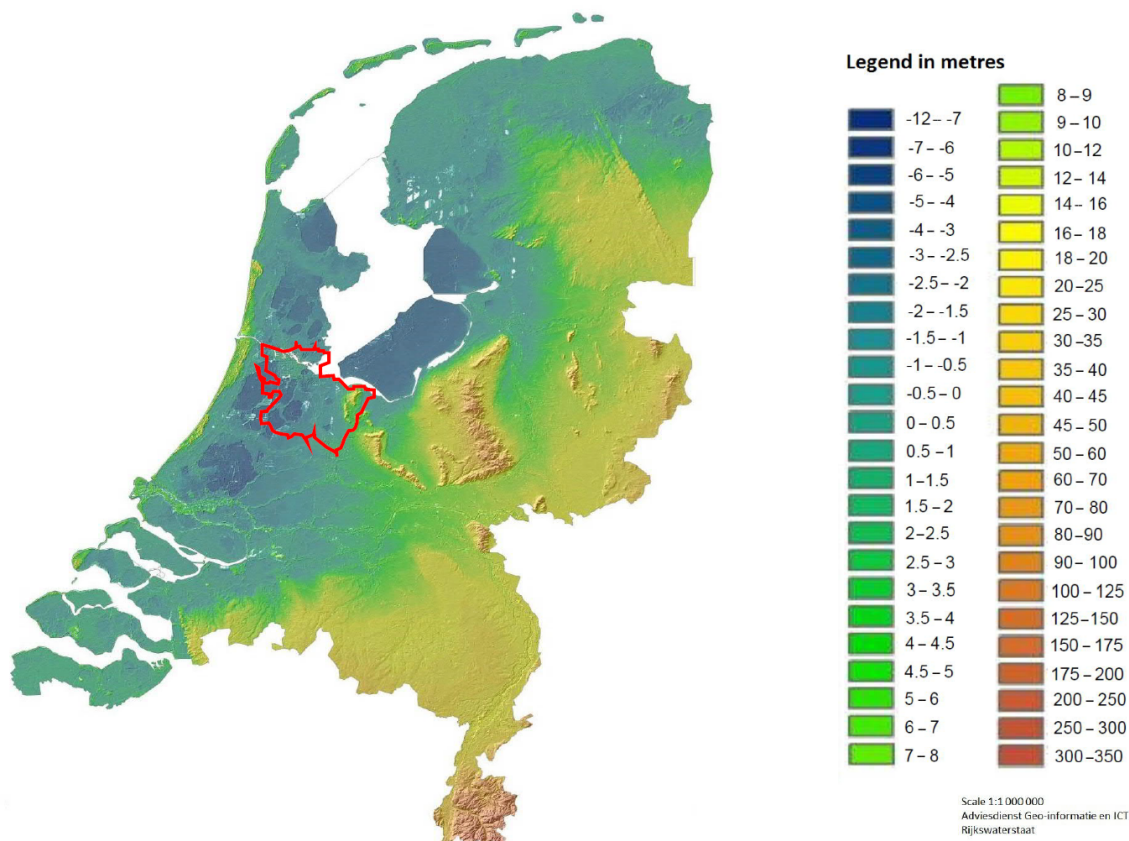 Legend in metres
-12 – -7
-7 – -6
-6 – -5
-5 – -4
-4 – -3
-3 – -2.5
-2.5 – -2
-2 – -1.5
-1.5 – -1
-1 – -0.5
-0.5 – 0
0 – 0.5
0.5 – 1
1 – 1.5
1.5 – 2
2–2.5
2.5 – 3
3 – 3.5
3.5 – 4
4 – 4.5
4.5 – 5
5 – 6
6 – 7
7 – 8
8 – 9
9 – 10
10 – 12
12 – 14
14 – 16
16 – 18
18 – 20
20 – 25
25 – 30
30 – 35
35 – 40
40 – 45
45 – 50
50 – 60
60 – 70
70 – 80
80 – 90
90 – 100
100 – 125
125 – 150
150 – 175
175 – 200
200 – 250
250 – 300
300 – 350
Scale 1:1 000 000
Adviesdienst Geo-informatie en ICT
Rijkswaterstaat